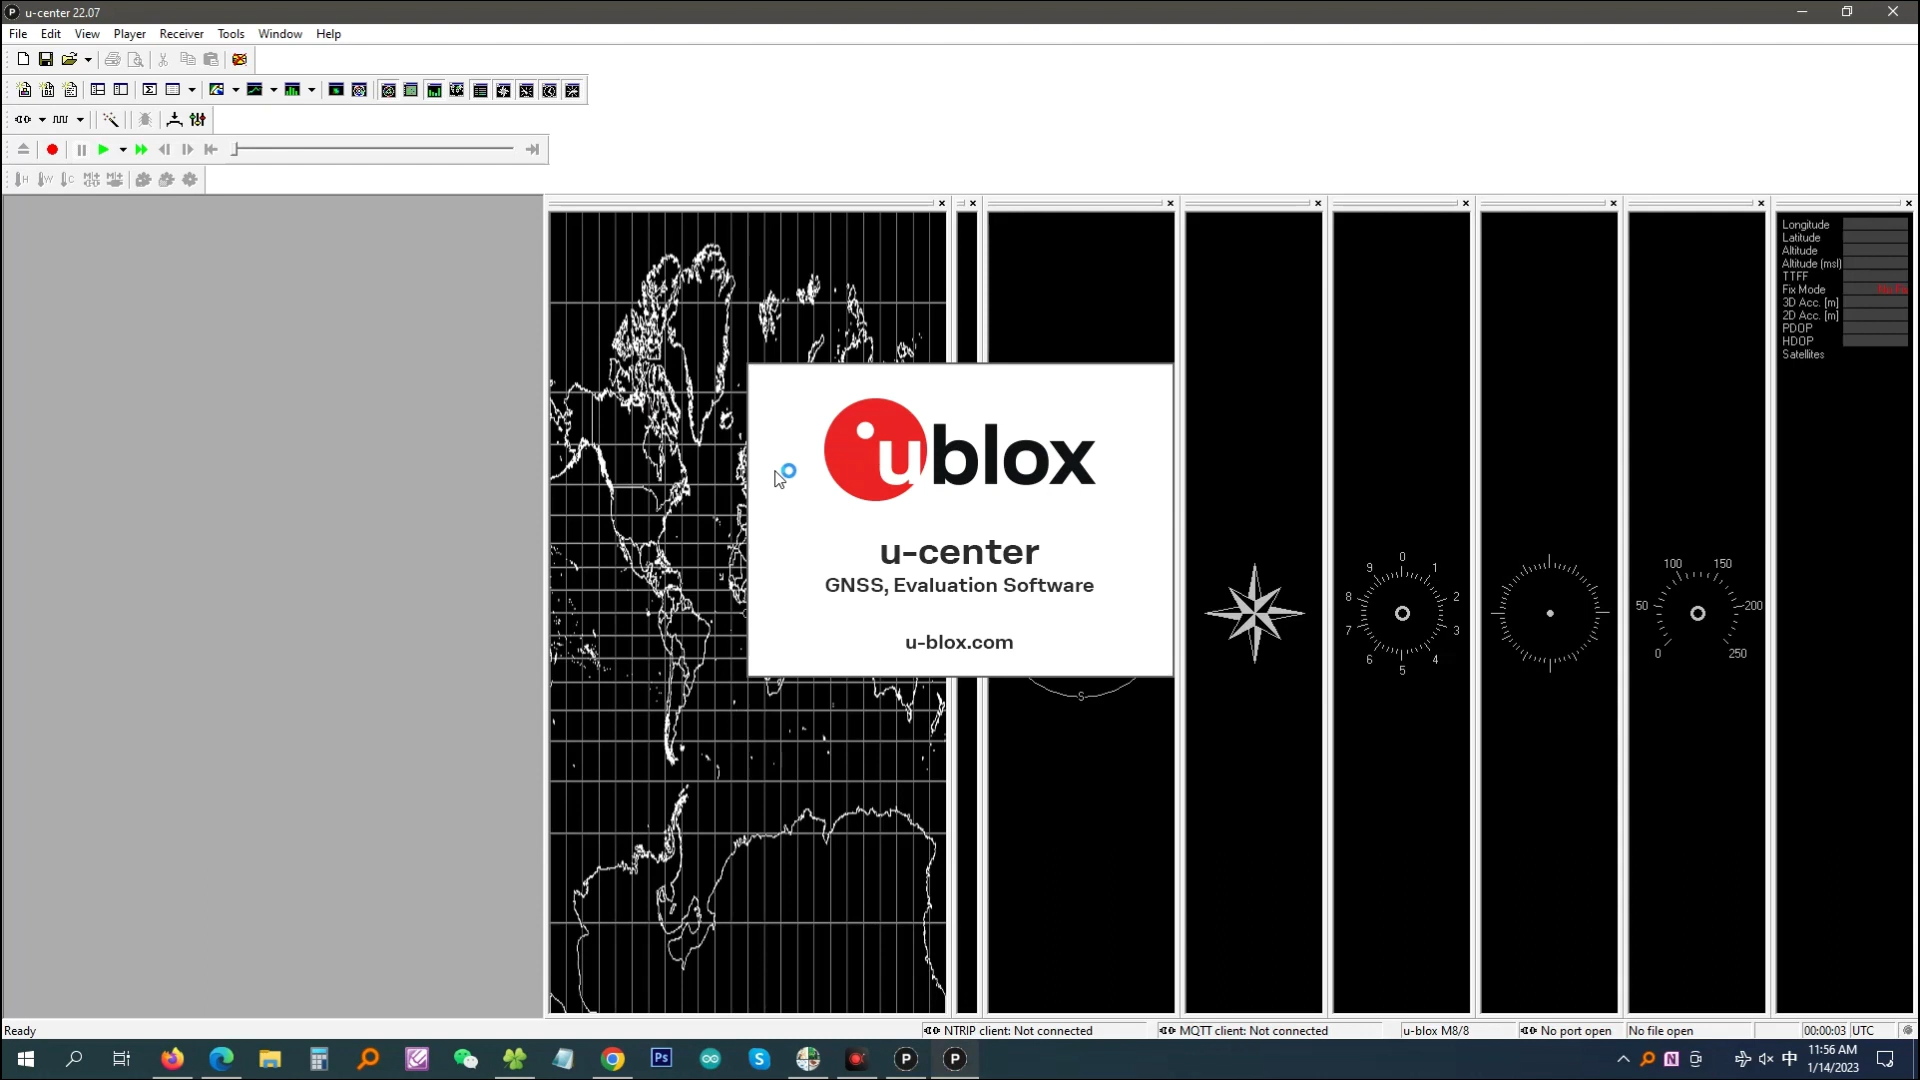 u-center 22.07
File Edit View Player Receiver Tools Window Help
Longitude
Latitude
Altitude
Altitude (msl)
TTFF
Fix Mode
3D Acc. [m]
2D Acc. [m]
PDOP
HDOP
Satellites
ublox
u-center
GNSS, Evaluation Software
u-blox.com
S
0
1
2
3
4
5
6
7
8
9
0
50
100
150
200
250
Ready NTRIP client: Not connected MQTT client: Not connected u-blox M8/8 No port open No file open 00:00:03 UTC
Ps
P
P
N
中
11:56 AM
1/14/2023